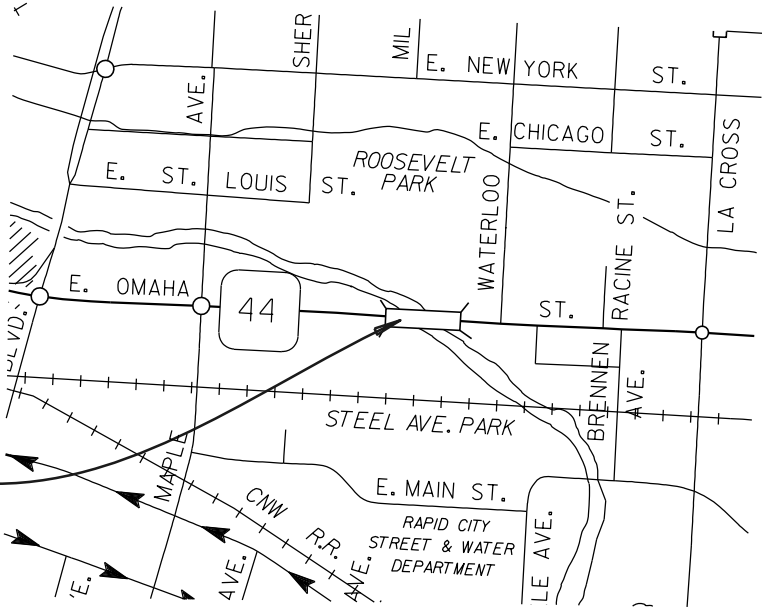 SHER
MIL
E. NEW YORK ST.
AVE.
E. CHICAGO ST.
LA CROSS
ROOSEVELT
PARK
E. ST. LOUIS ST.
WATERLOO
RACINE ST.
E. OMAHA ST.
44
BLVD.
BRENNEN
AVE.
STEEL AVE. PARK
MAPLE
CNW R.R.
E. MAIN ST.
RAPID CITY
STREET & WATER
DEPARTMENT
LE AVE.
AVE.
AVE.